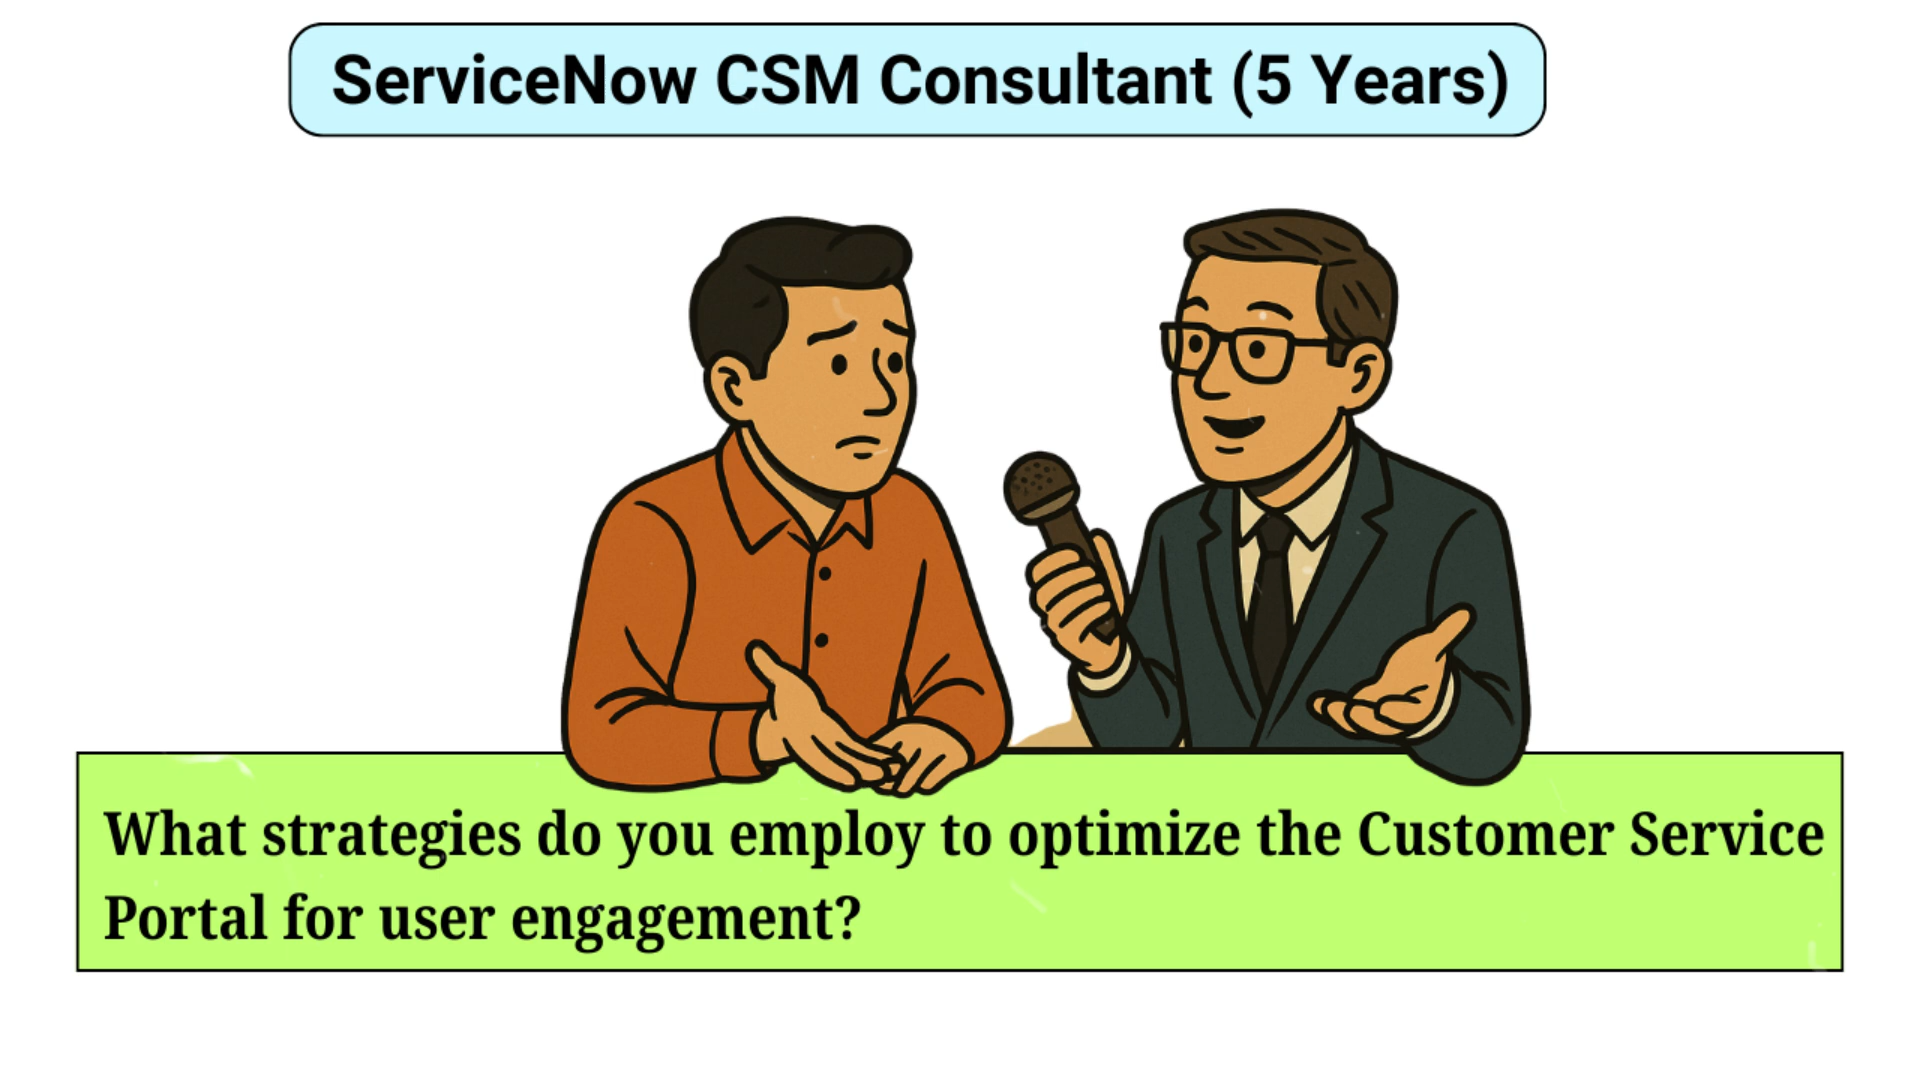 ServiceNow CSM Consultant (5 Years)
What strategies do you employ to optimize the Customer Service
Portal for user engagement?